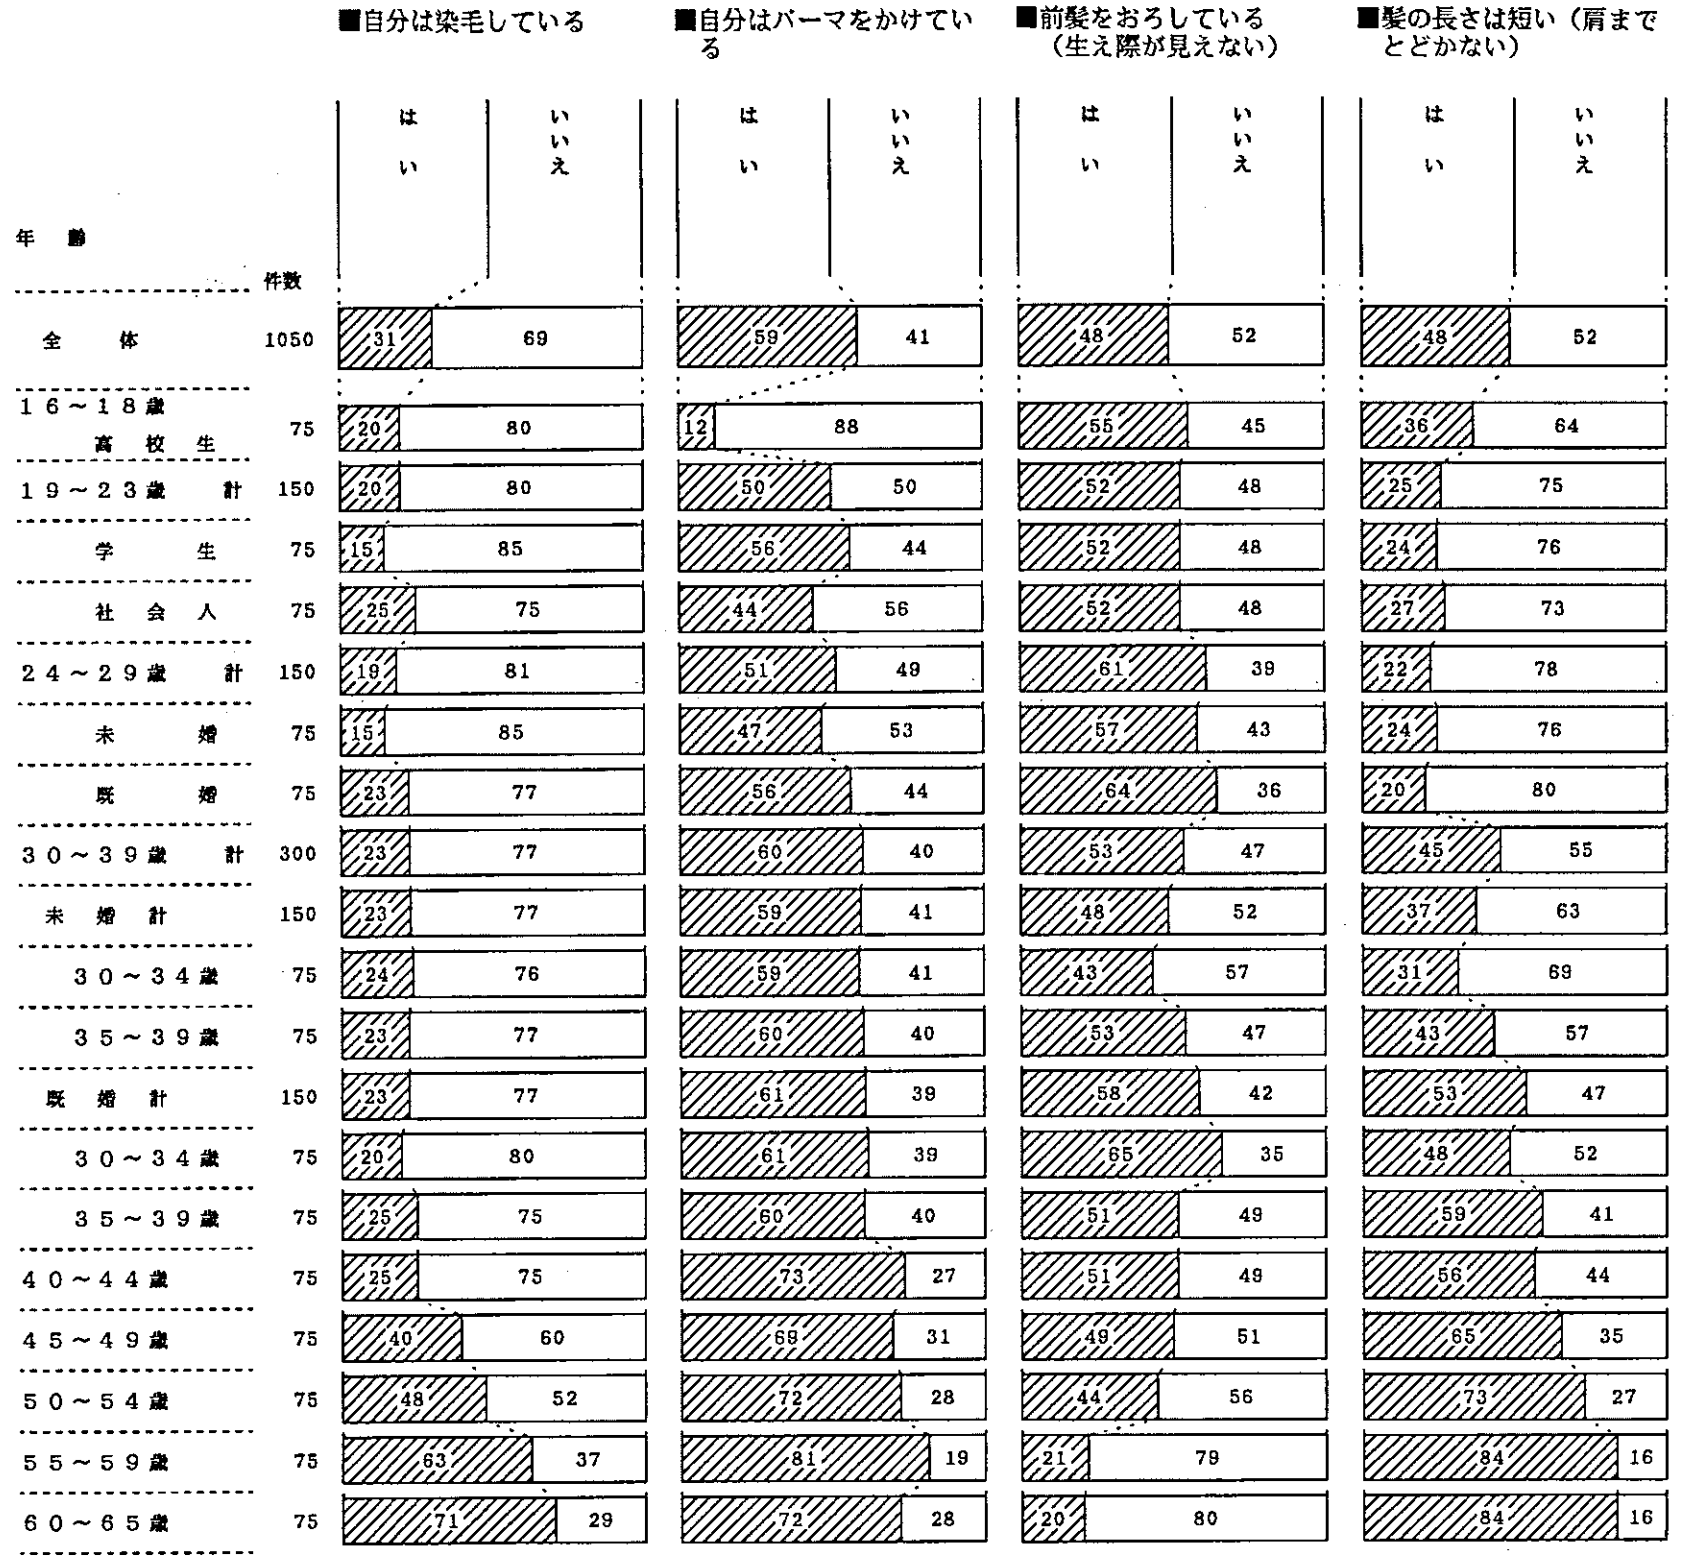 ■自分は染毛している
■自分はパーマをかけてい
る
■前髪をおろしている
（生え際が見えない）
■髪の長さは短い（肩まで
とどかない）
はい いいえ はい いいえ はい いいえ はい いいえ
年齢
件数
全体 1050 31 69 59 41 48 52 48 52
16～18歳
高校生 75 20 80 12 88 55 45 36 64
19～23歳 計 150 20 80 50 50 52 48 25 75
学生 75 15 85 56 44 52 48 24 76
社会人 75 25 75 44 56 52 48 27 73
24～29歳 計 150 19 81 51 49 61 39 22 78
未婚 75 15 85 47 53 57 43 24 76
既婚 75 23 77 56 44 64 36 20 80
30～39歳 計 300 23 77 60 40 53 47 45 55
未婚計 150 23 77 59 41 48 52 37 63
30～34歳 75 24 76 59 41 43 57 31 69
35～39歳 75 23 77 60 40 53 47 43 57
既婚計 150 23 77 61 39 58 42 53 47
30～34歳 75 20 80 61 39 65 35 48 52
35～39歳 75 25 75 60 40 51 49 59 41
40～44歳 75 25 75 73 27 51 49 56 44
45～49歳 75 40 60 69 31 49 51 65 35
50～54歳 75 48 52 72 28 44 56 73 27
55～59歳 75 63 37 81 19 21 79 84 16
60～65歳 75 71 29 72 28 20 80 84 16